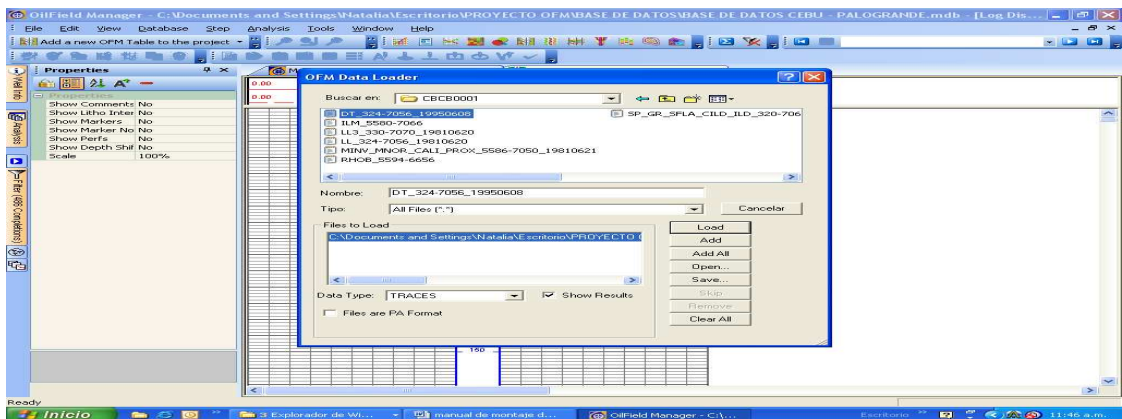 OilField Manager - C:\Documents and Settings\Natalia\Escritorio\PROYECTO OFM\BASE DE DATOS\BASE DE DATOS CEBU - PALOGRANDE.mdb - [Log Dis...
File Edit View Database Step Analysis Tools Window Help
Add a new OFM Table to the project
Properties
Properties
Show Comments No
Show Litho Inter No
Show Markers No
Show Marker No No
Show Perfs No
Show Depth Shif No
Scale 100%
Web Info
Analysis
Filter (486 Completions)
0.00
0.00
OFM Data Loader
Buscar en: CBCB0001
DT_324-7056_19950608
ILM_5580-7066
LL3_330-7070_19810620
LL_324-7056_19810620
MINV_MNOR_CALI_PROX_5586-7050_19810621
RHOB_5594-6656
SP_GR_SFLA_CILD_ILD_320-706
Nombre: DT_324-7056_19950608
Tipo: All Files (*.*)
Cancelar
Files to Load
C:\Documents and Settings\Natalia\Escritorio\PROYECTO
Load
Add
Add All
Open...
Save...
Skip
Remove
Clear All
Data Type: TRACES
Show Results
Files are PA Format
150
Ready
Inicio
3 Explorador de Wi...
manual de montaje d...
OilField Manager - C:\...
Escritorio
11:46 a.m.